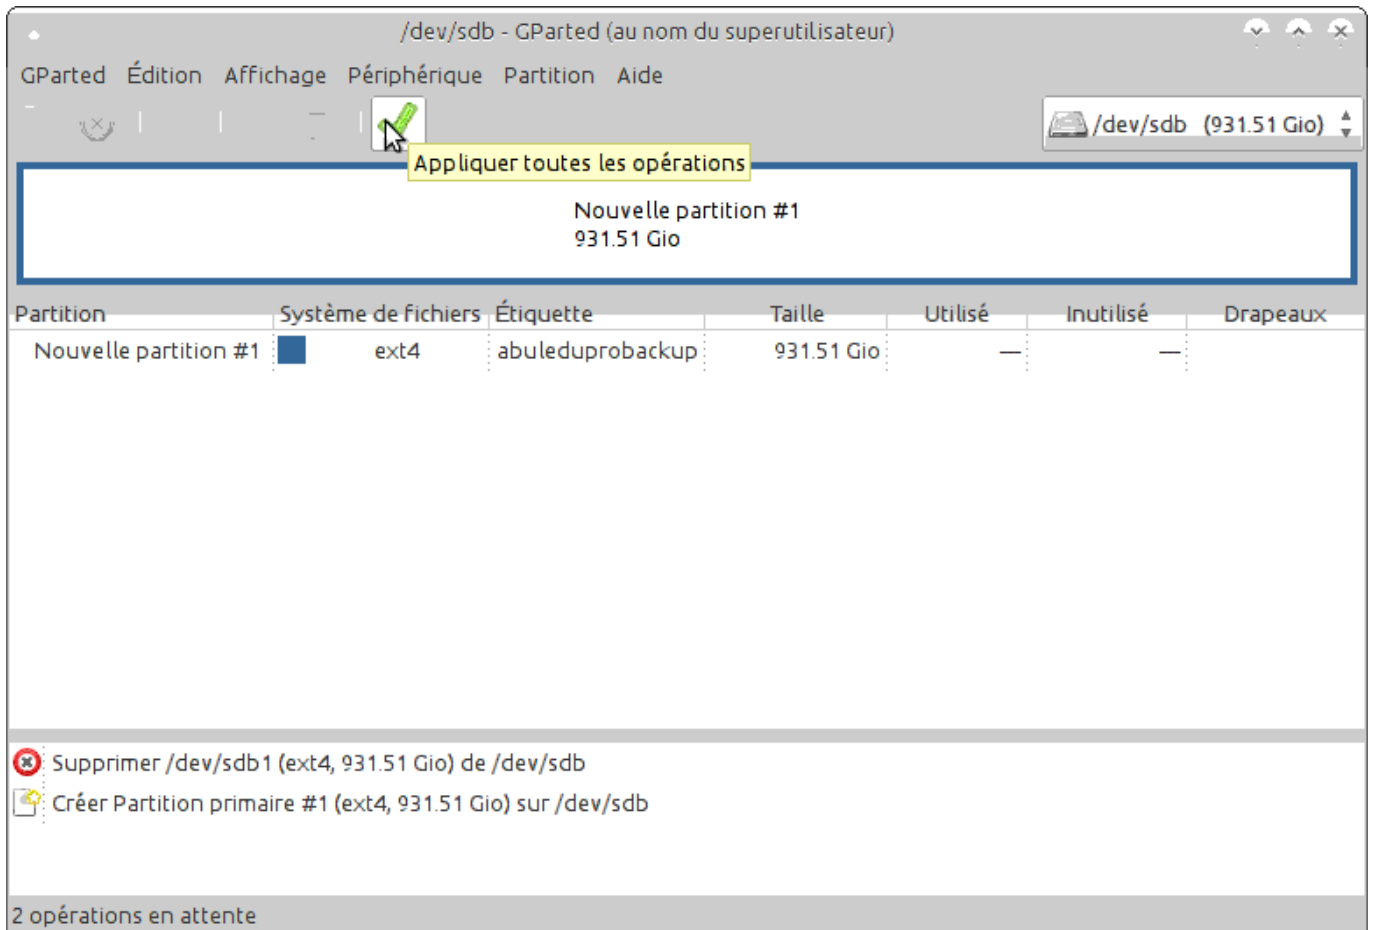 /dev/sdb - GParted (au nom du superutilisateur)
GParted Édition Affichage Périphérique Partition Aide
/dev/sdb (931.51 Gio)
Appliquer toutes les opérations
Nouvelle partition #1
931.51 Gio
Partition Système de fichiers Étiquette Taille Utilisé Inutilisé Drapeaux
Nouvelle partition #1 ext4 abuleduprobackup 931.51 Gio — —
Supprimer /dev/sdb1 (ext4, 931.51 Gio) de /dev/sdb
Créer Partition primaire #1 (ext4, 931.51 Gio) sur /dev/sdb
2 opérations en attente